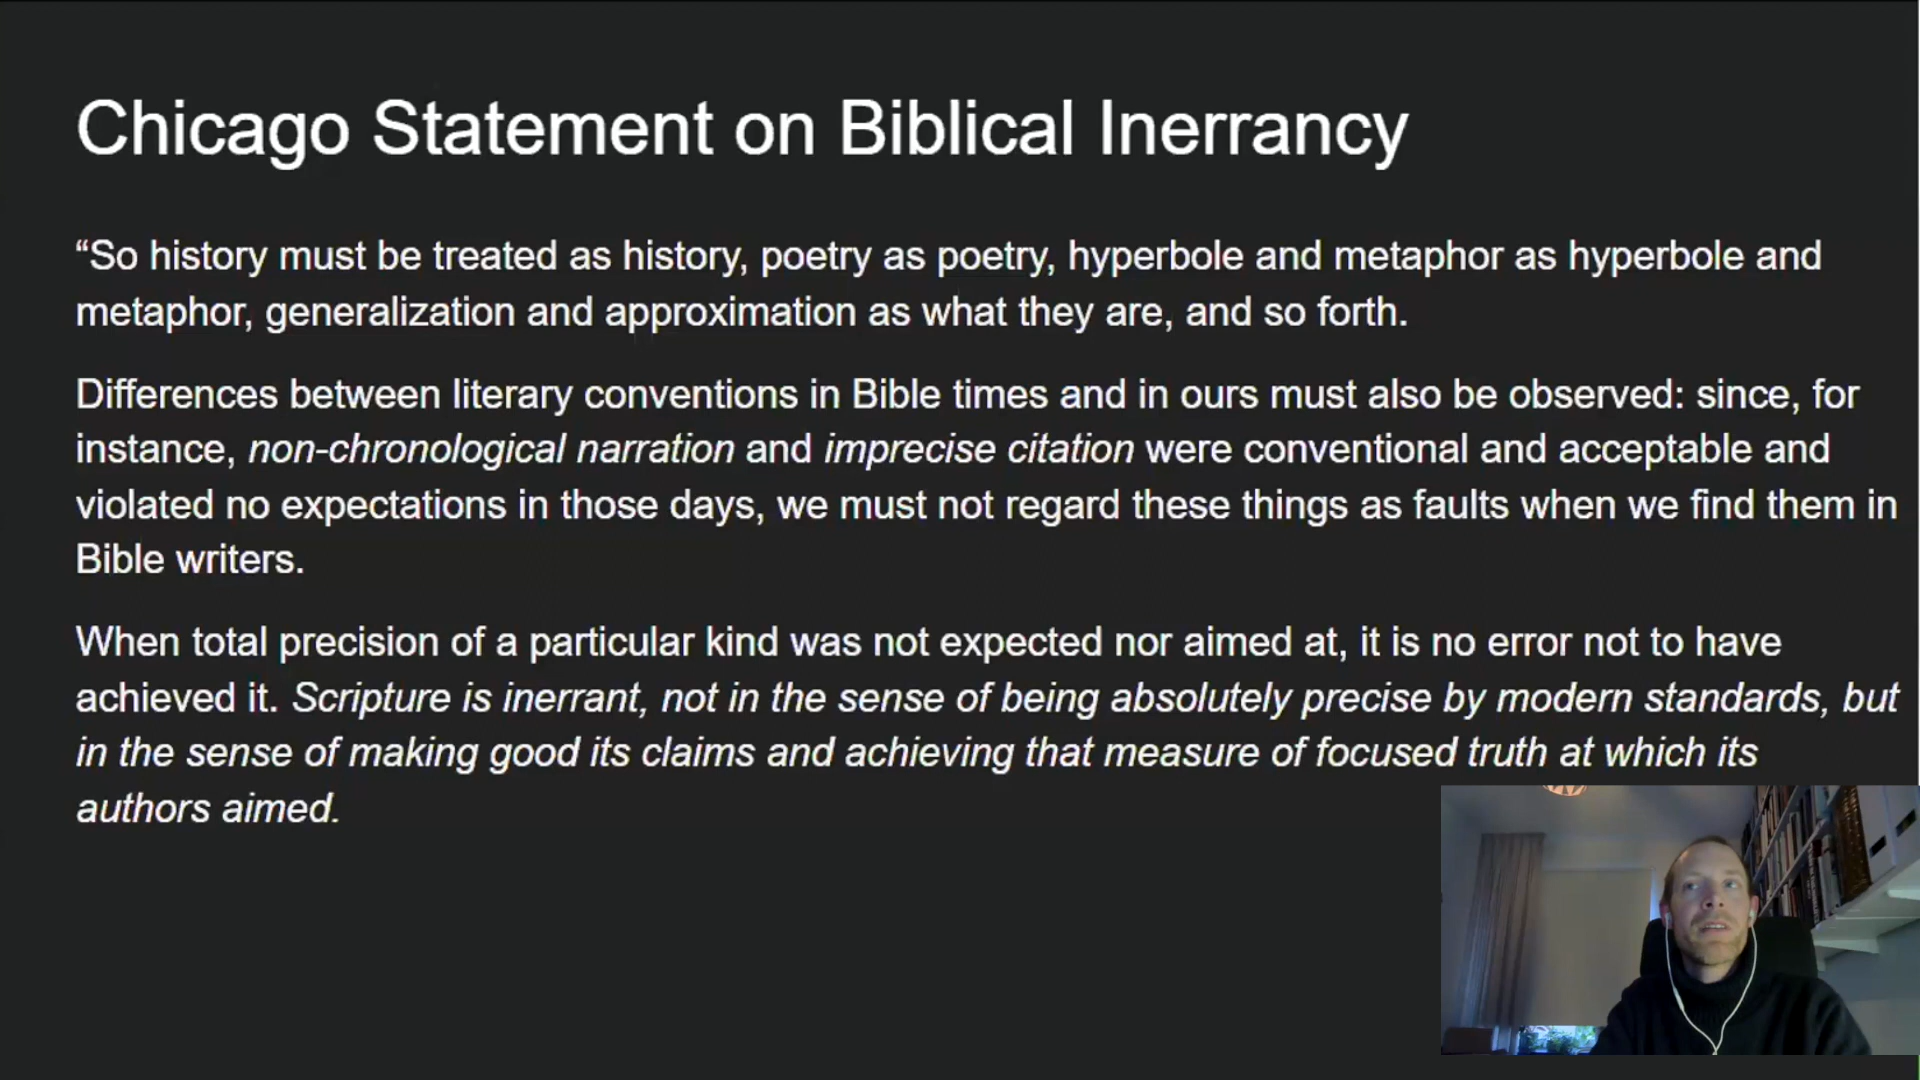 Chicago Statement on Biblical Inerrancy
“So history must be treated as history, poetry as poetry, hyperbole and metaphor as hyperbole and
metaphor, generalization and approximation as what they are, and so forth.
Differences between literary conventions in Bible times and in ours must also be observed: since, for
instance, non-chronological narration and imprecise citation were conventional and acceptable and
violated no expectations in those days, we must not regard these things as faults when we find them in
Bible writers.
When total precision of a particular kind was not expected nor aimed at, it is no error not to have
achieved it. Scripture is inerrant, not in the sense of being absolutely precise by modern standards, but
in the sense of making good its claims and achieving that measure of focused truth at which its
authors aimed.